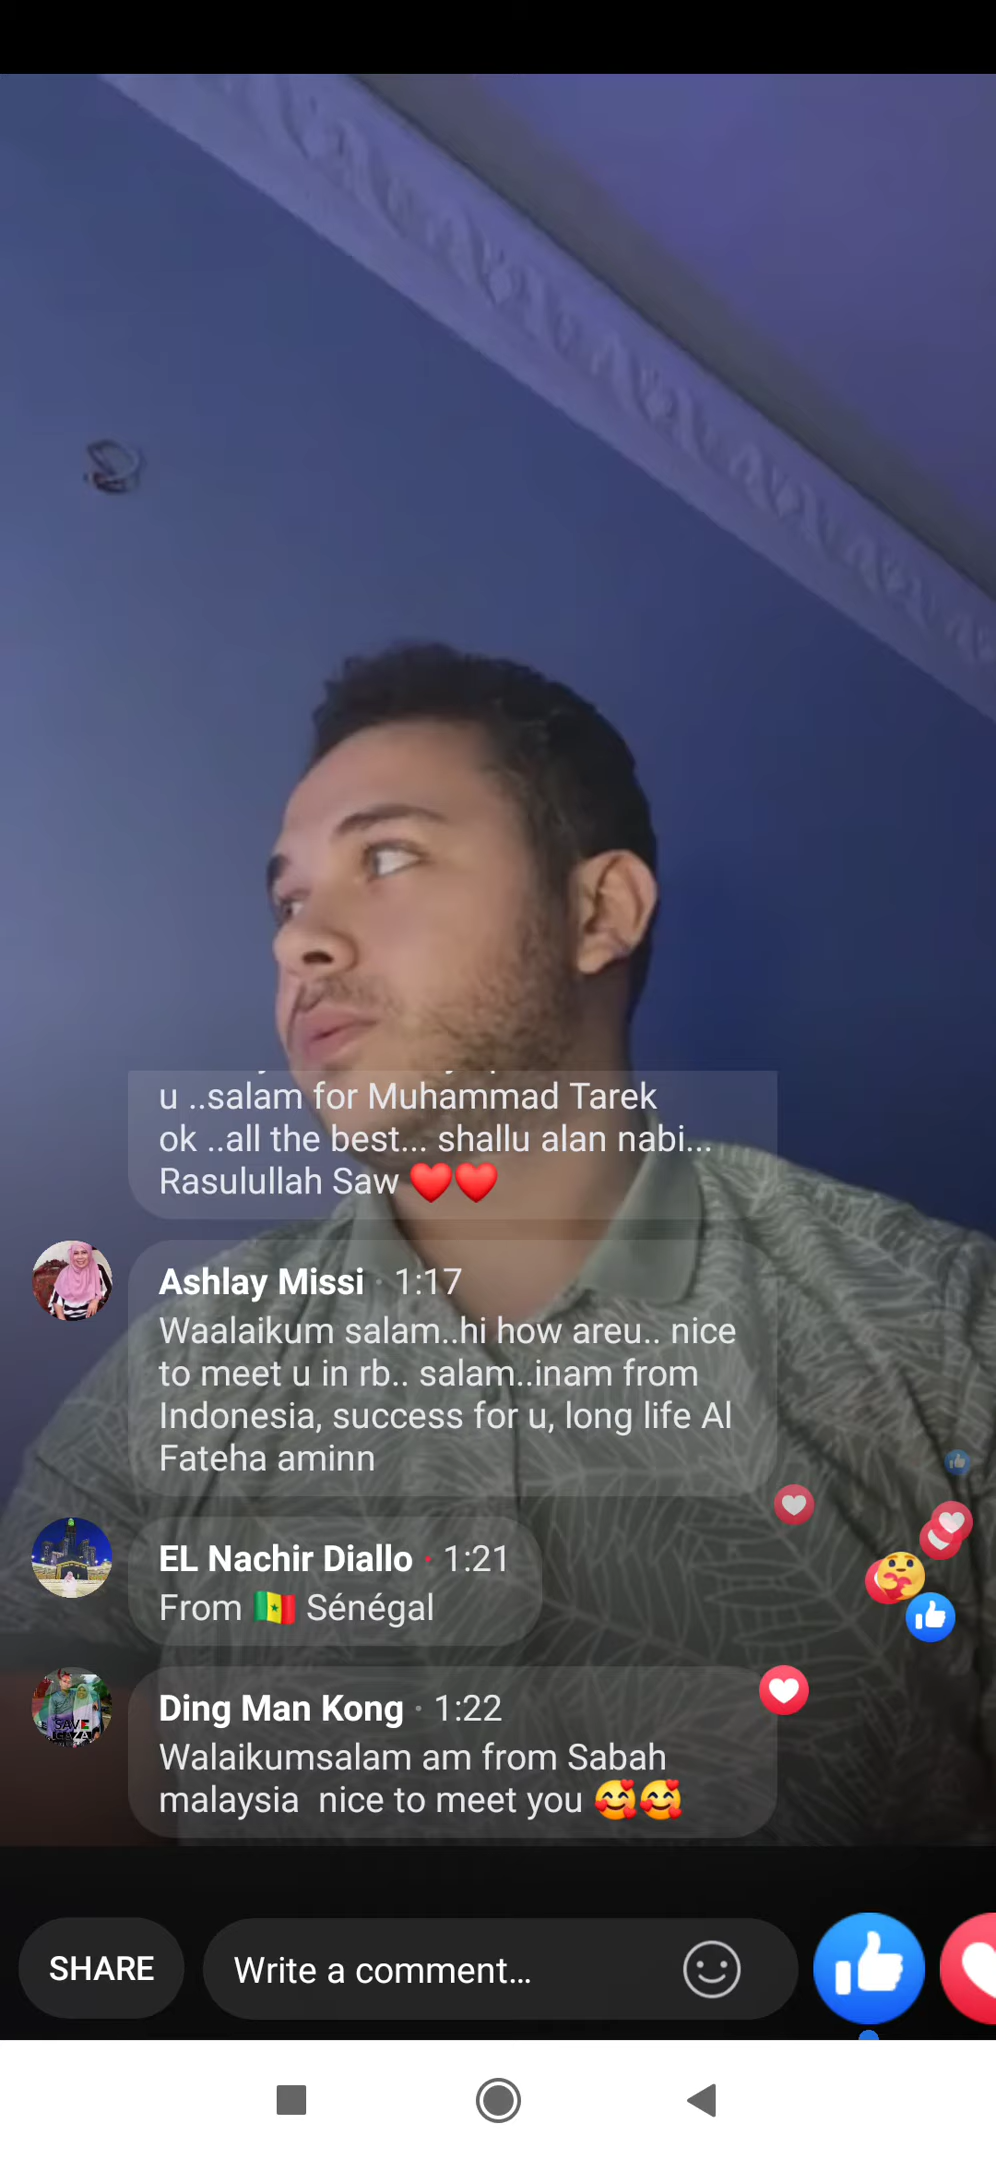 u ..salam for Muhammad Tarek
ok ..all the best... shallu alan nabi...
Rasulullah Saw ❤️❤️
Ashlay Missi · 1:17
Waalaikum salam..hi how areu.. nice
to meet u in rb.. salam..inam from
Indonesia, success for u, long life Al
Fateha aminn
EL Nachir Diallo · 1:21
From 🇸🇳 Sénégal
SAVE
GAZA
Ding Man Kong · 1:22
Walaikumsalam am from Sabah
malaysia  nice to meet you 🥰🥰
SHARE
Write a comment...